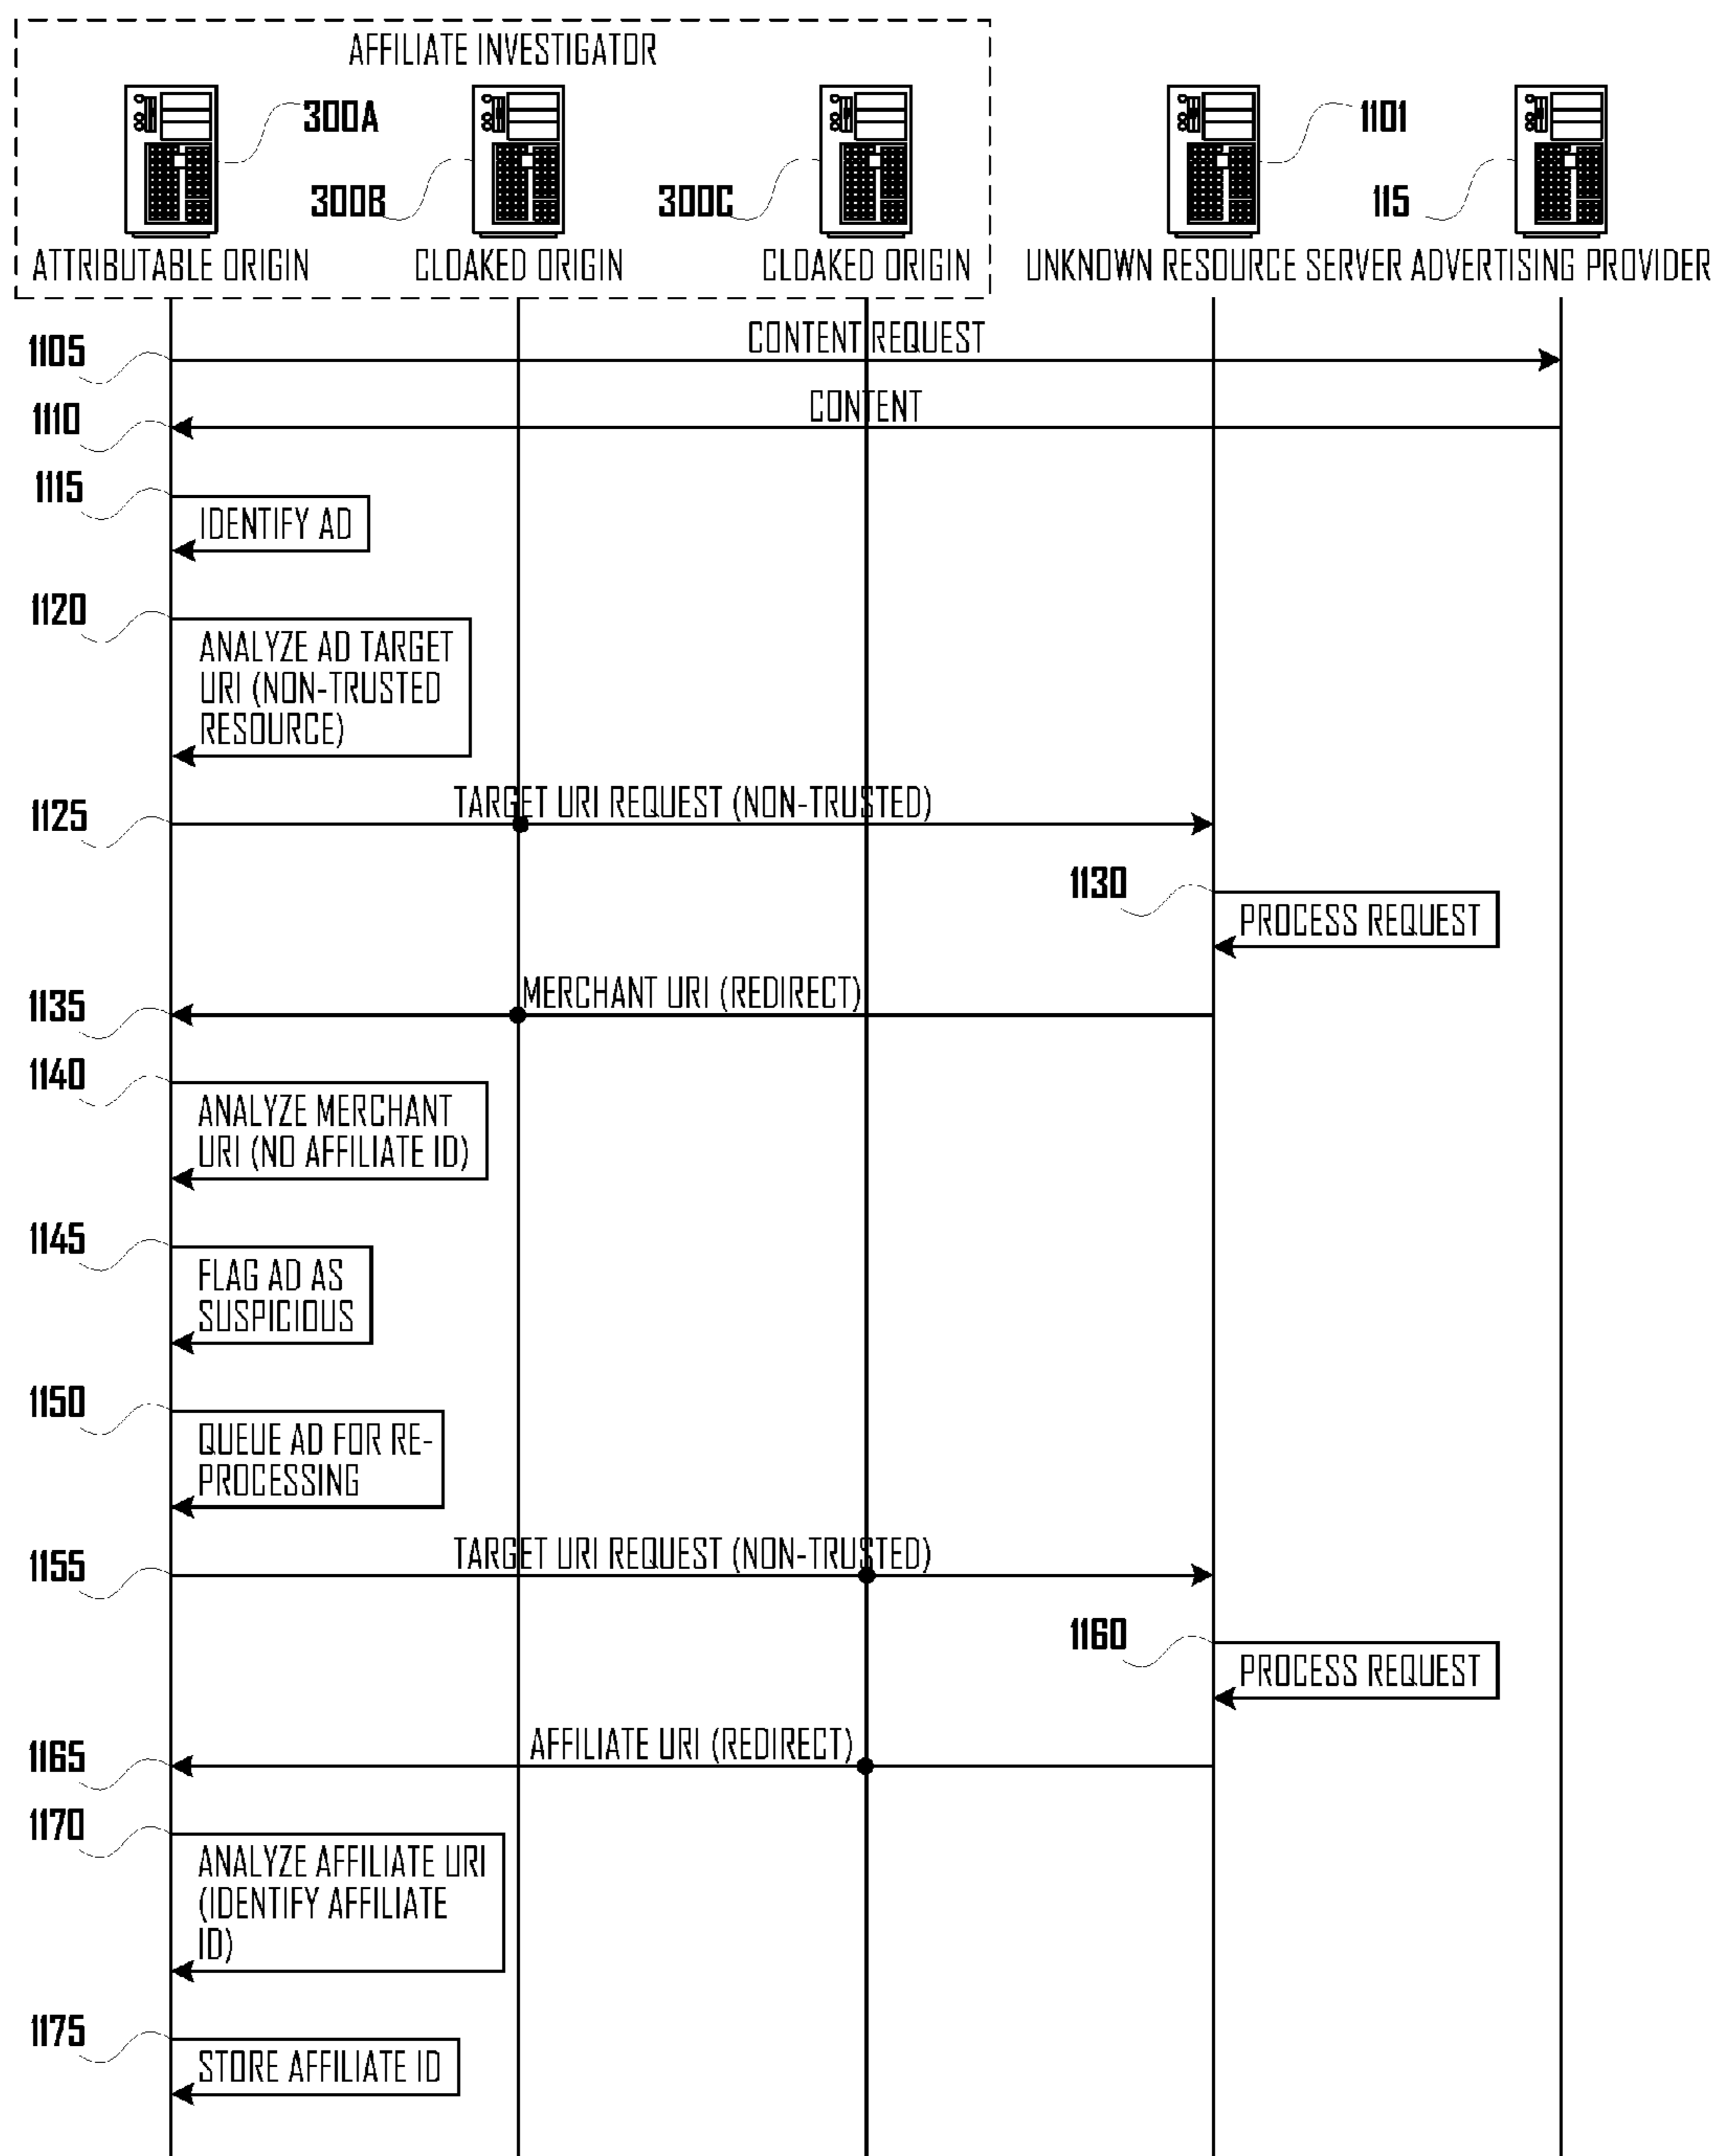 AFFILIATE INVESTIGATOR
300A
1101
300B
300C
115
ATTRIBUTABLE ORIGIN
CLOAKED ORIGIN
CLOAKED ORIGIN
UNKNOWN RESOURCE SERVER
ADVERTISING PROVIDER
1105
CONTENT REQUEST
1110
CONTENT
1115
IDENTIFY AD
1120
ANALYZE AD TARGET
URI (NON-TRUSTED
RESOURCE)
1125
TARGET URI REQUEST (NON-TRUSTED)
1130
PROCESS REQUEST
1135
MERCHANT URI (REDIRECT)
1140
ANALYZE MERCHANT
URI (NO AFFILIATE ID)
1145
FLAG AD AS
SUSPICIOUS
1150
QUEUE AD FOR RE-
PROCESSING
1155
TARGET URI REQUEST (NON-TRUSTED)
1160
PROCESS REQUEST
1165
AFFILIATE URI (REDIRECT)
1170
ANALYZE AFFILIATE URI
(IDENTIFY AFFILIATE
ID)
1175
STORE AFFILIATE ID